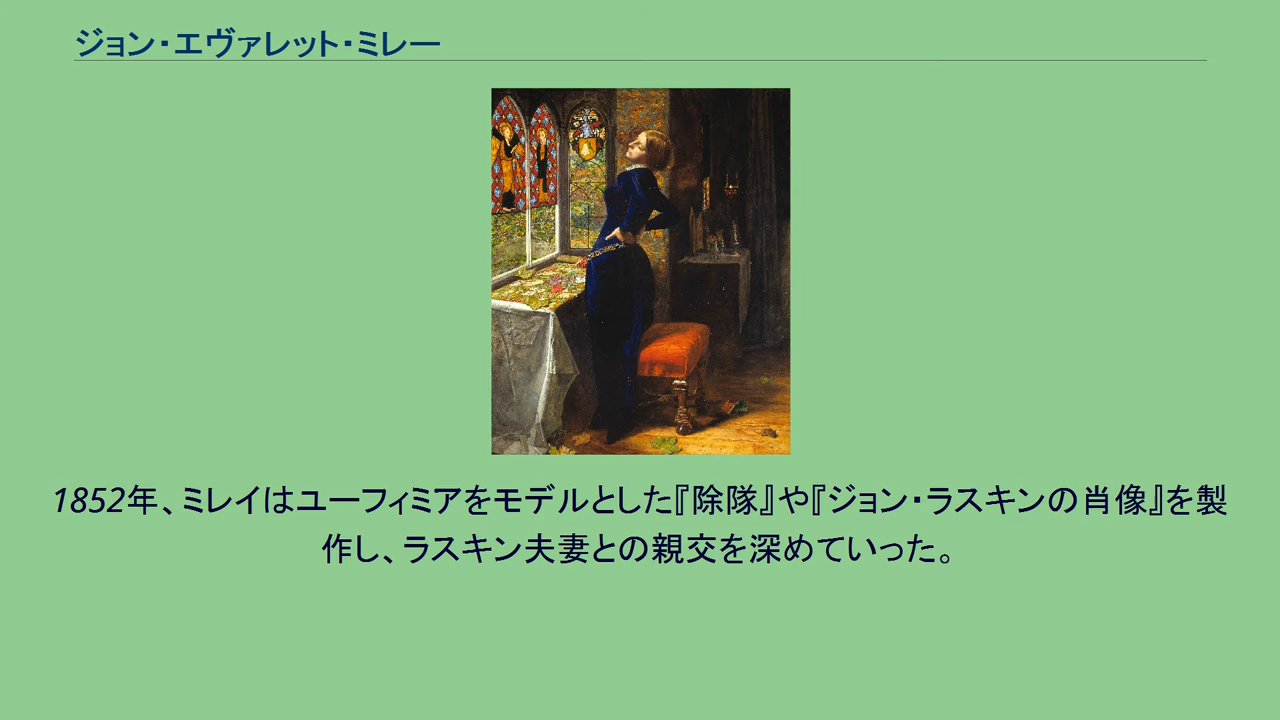 ジョン・エヴァレット・ミレー
1852年、ミレイはユーフィミアをモデルとした『除隊』や『ジョン・ラスキンの肖像』を製
作し、ラスキン夫妻との親交を深めていった。